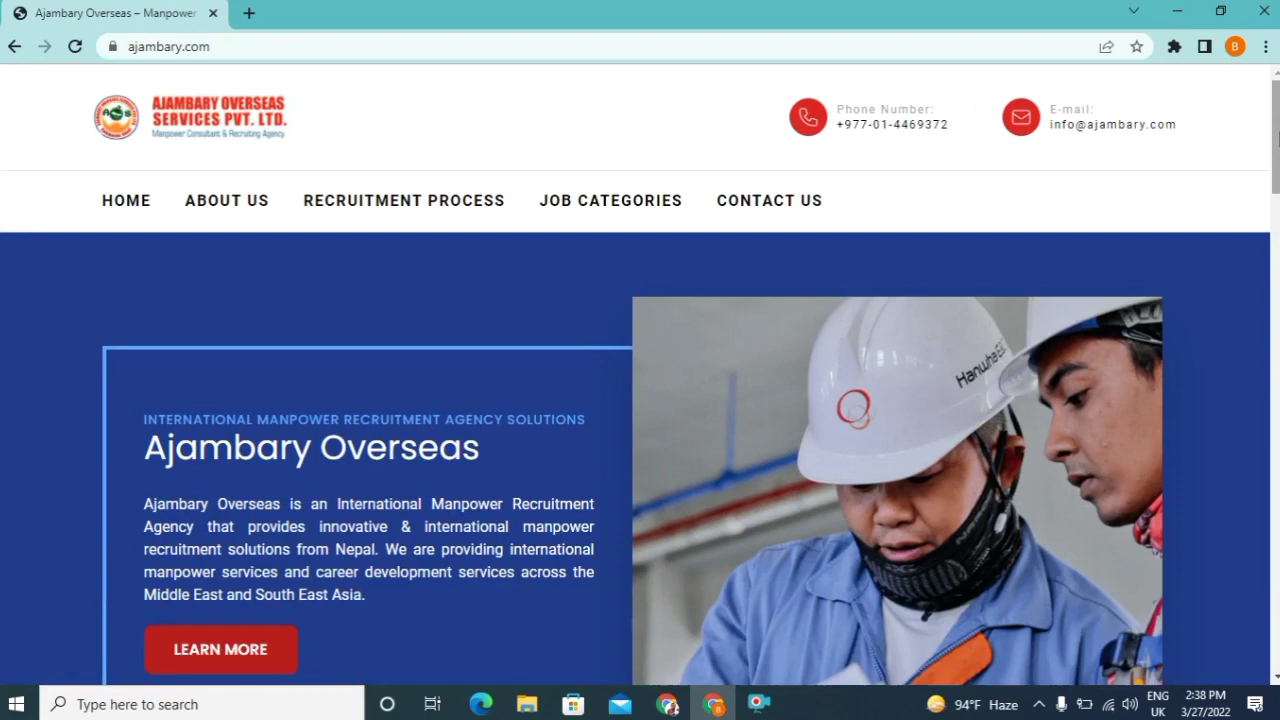 Ajambary Overseas – Manpower
ajambary.com
B
AJAMBARY OVERSEAS
SERVICES PVT. LTD.
Manpower Consultant & Recruiting Agency
Phone Number:
+977-01-4469372
E-mail:
info@ajambary.com
HOME ABOUT US RECRUITMENT PROCESS JOB CATEGORIES CONTACT US
INTERNATIONAL MANPOWER RECRUITMENT AGENCY SOLUTIONS
Ajambary Overseas
Ajambary Overseas is an International Manpower Recruitment
Agency that provides innovative & international manpower
recruitment solutions from Nepal. We are providing international
manpower services and career development services across the
Middle East and South East Asia.
LEARN MORE
Type here to search
94°F Haze
ENG
UK
2:38 PM
3/27/2022